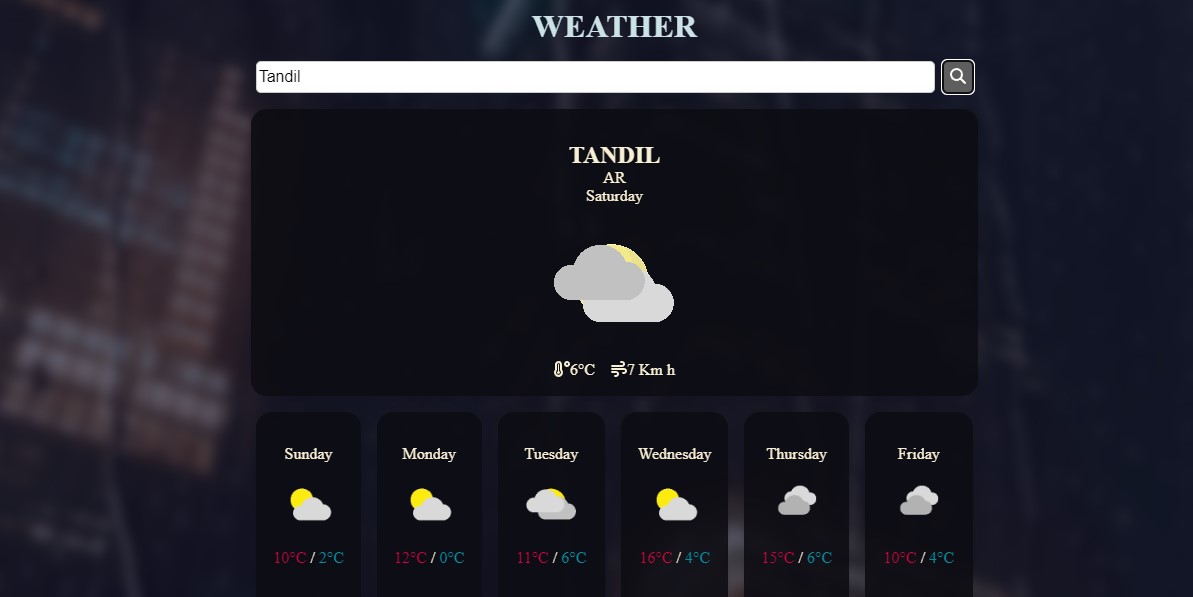 WEATHER
Tandil
TANDIL
AR
Saturday
6°C 7 Km h
Sunday Monday Tuesday Wednesday Thursday Friday
10°C / 2°C 12°C / 0°C 11°C / 6°C 16°C / 4°C 15°C / 6°C 10°C / 4°C